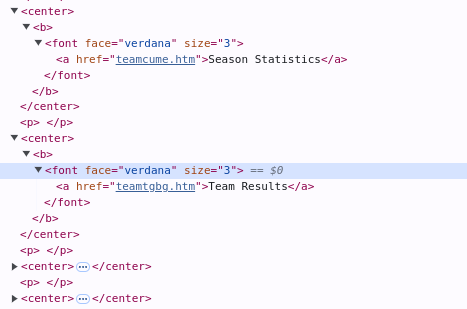 ▼<center>
▼<b>
▼<font face="verdana" size="3">
<a href="teamcume.htm">Season Statistics</a>
</font>
</b>
</center>
<p> </p>
▼<center>
▼<b>
▼<font face="verdana" size="3"> == $0
<a href="teamtgbg.htm">Team Results</a>
</font>
</b>
</center>
<p> </p>
▶<center>…</center>
<p> </p>
▶<center>…</center>